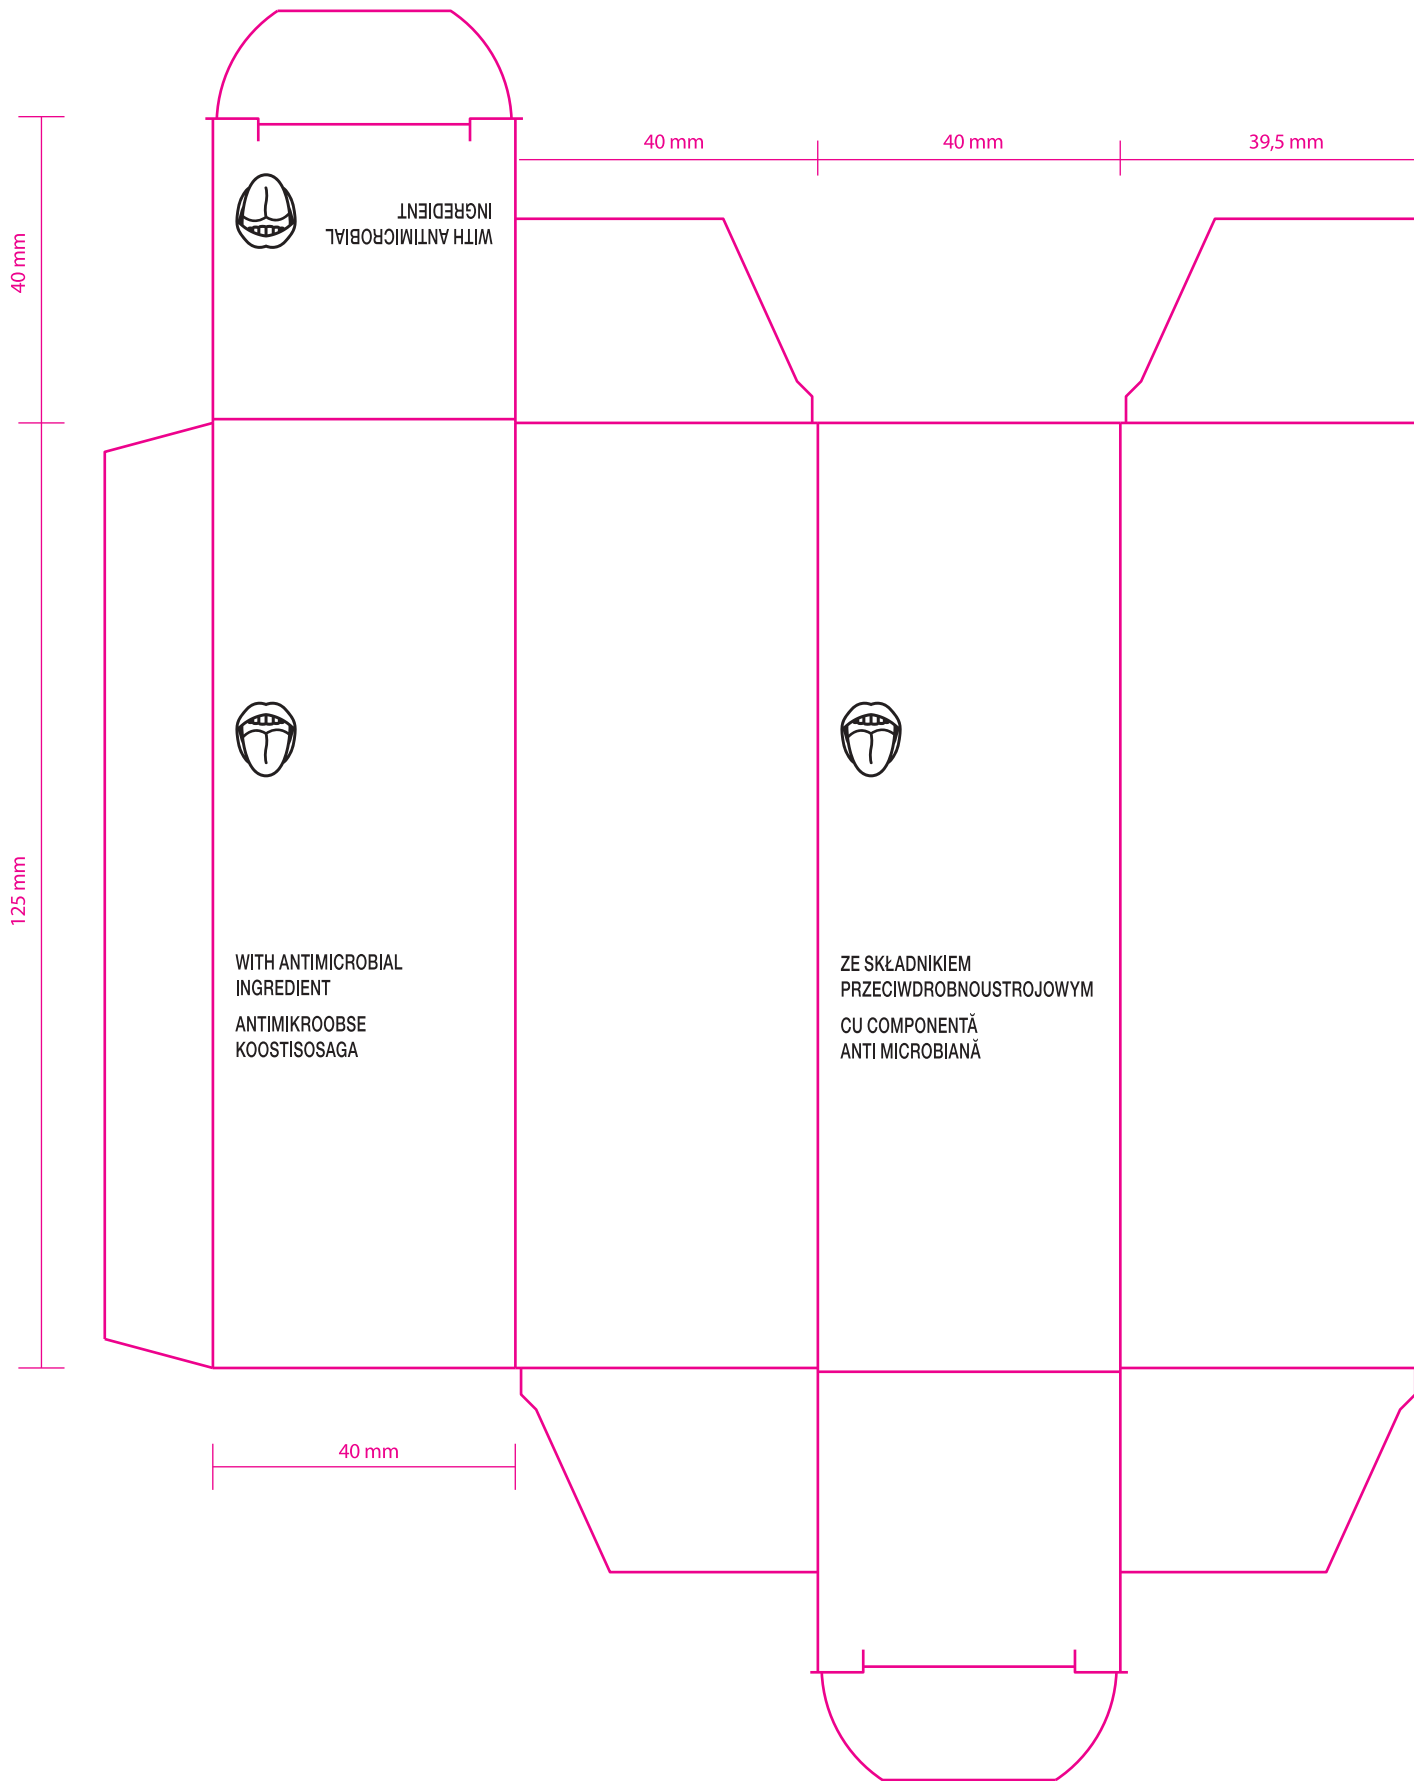 40 mm
40 mm
39,5 mm
WITH ANTIMICROBIAL
INGREDIENT
40 mm
125 mm
WITH ANTIMICROBIAL
INGREDIENT
ANTIMIKROOBSE
KOOSTISOSAGA
ZE SKŁADNIKIEM
PRZECIWDROBNOUSTROJOWYM
CU COMPONENTĂ
ANTI MICROBIANĂ
40 mm